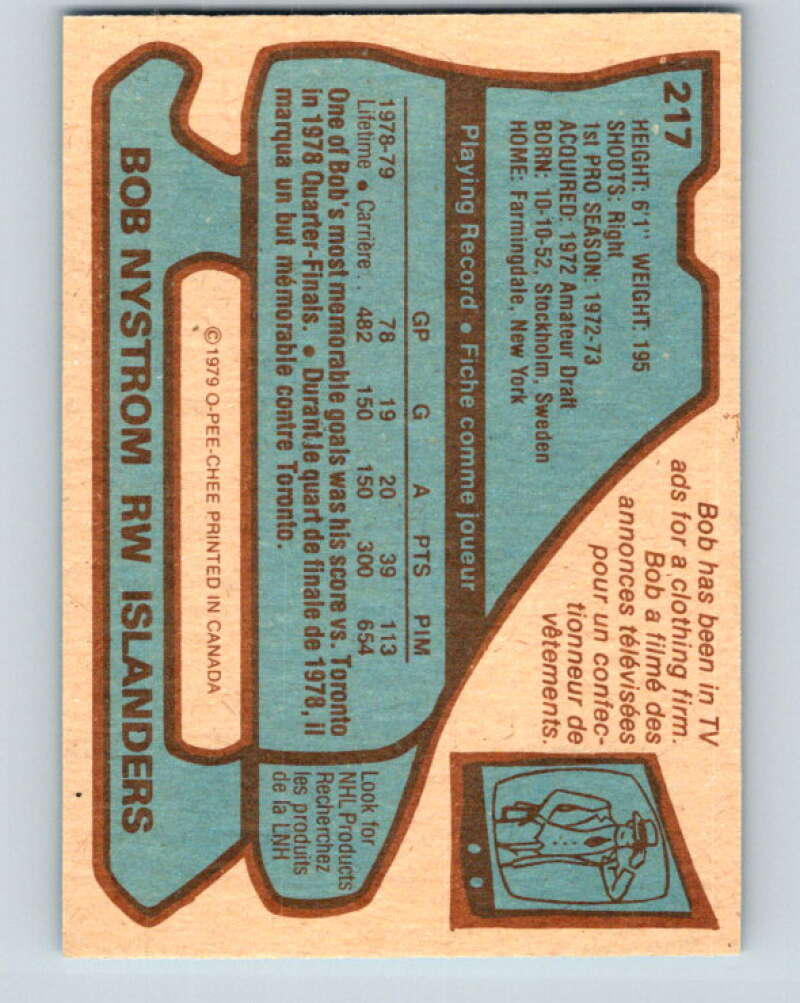 217
HEIGHT: 6'1" WEIGHT: 195
SHOOTS: Right
1st PRO SEASON: 1972-73
ACQUIRED: 1972 Amateur Draft
BORN: 10-10-52, Stockholm, Sweden
HOME: Farmingdale, New York
Bob has been in TV
ads for a clothing firm.
Bob a filmé des
annonces télévisées
pour un confec-
tionneur de
vêtements.
Playing Record • Fiche comme joueur
GP G A PTS PIM
1978-79 78 19 20 39 113
Lifetime • Carrière 482 150 150 300 654
One of Bob's most memorable goals was his score vs. Toronto
in 1978 Quarter-Finals. • Durant le quart de finale de 1978, il
marqua un but mémorable contre Toronto.
Look for
NHL Products
Recherchez
les produits
de la LNH
©1979 O-PEE-CHEE PRINTED IN CANADA
BOB NYSTROM RW ISLANDERS